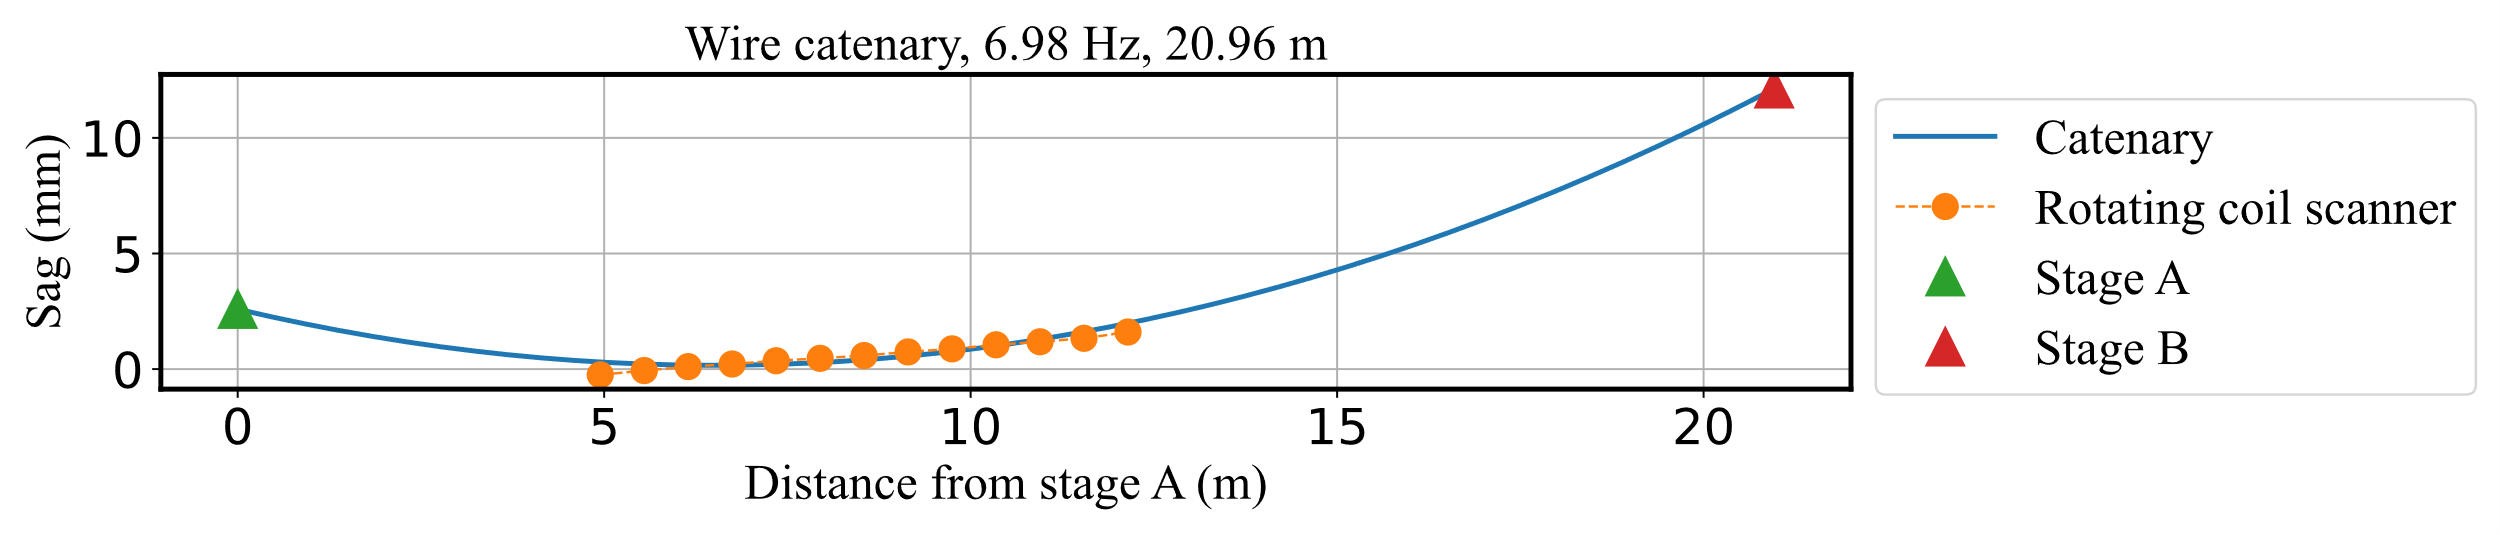 Wire catenary, 6.98 Hz, 20.96 m
Sag (mm)
10
5
0
0 5 10 15 20
Distance from stage A (m)
Catenary
Rotating coil scanner
Stage A
Stage B